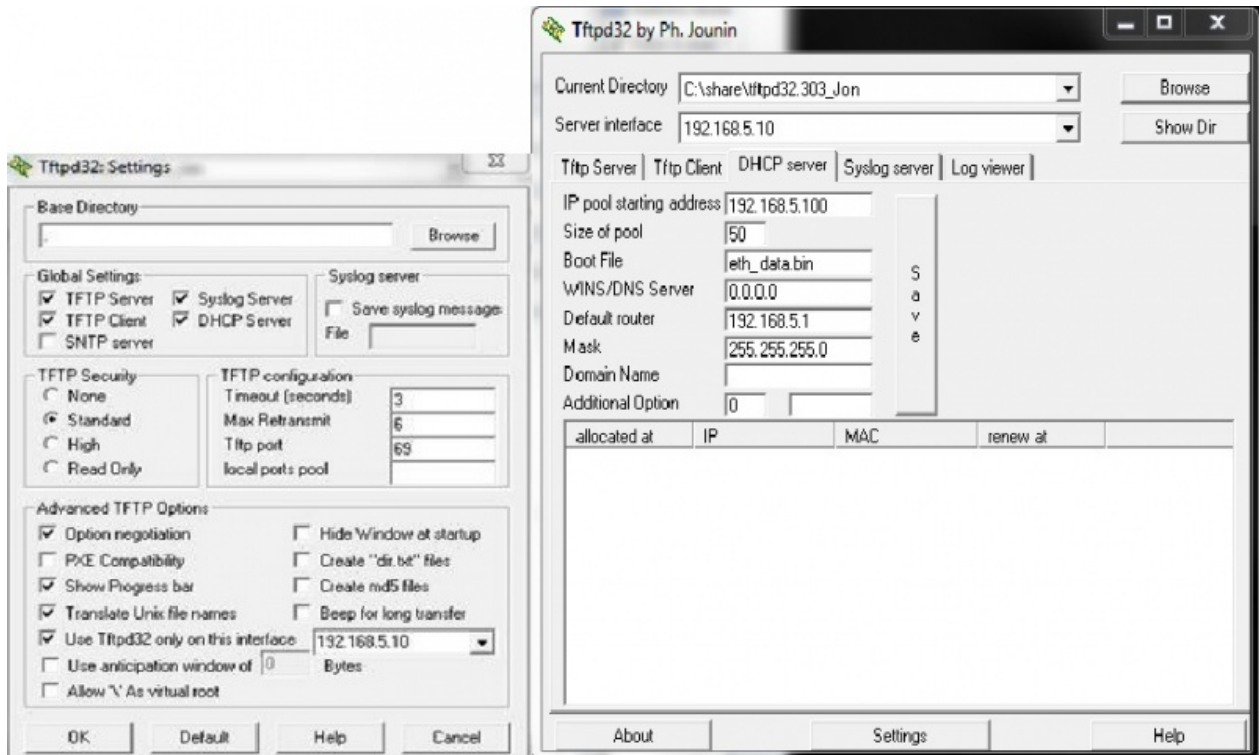 Tftpd32: Settings
Base Directory
.
Browse
Global Settings
TFTP Server
Syslog Server
TFTP Client
DHCP Server
SNTP server
Syslog server
Save syslog message
File
TFTP Security
None
Standard
High
Read Only
TFTP configuration
Timeout (seconds)
3
Max Retransmit
6
Tftp port
69
local ports pool
Advanced TFTP Options
Option negotiation
Hide Window at startup
PXE Compatibility
Create "dir.txt" files
Show Progress bar
Create md5 files
Translate Unix file names
Beep for long transfer
Use Tftpd32 only on this interface
192.168.5.10
Use anticipation window of
0
Bytes
Allow '\' As virtual root
OK
Default
Help
Cancel
Tftpd32 by Ph. Jounin
Current Directory
C:\share\tftpd32.303_Jon
Browse
Server interface
192.168.5.10
Show Dir
Tftp Server
Tftp Client
DHCP server
Syslog server
Log viewer
IP pool starting address
192.168.5.100
Size of pool
50
Boot File
eth_data.bin
WINS/DNS Server
0.0.0.0
Default router
192.168.5.1
Mask
255.255.255.0
Domain Name
Additional Option
0
Save
allocated at
IP
MAC
renew at
About
Settings
Help